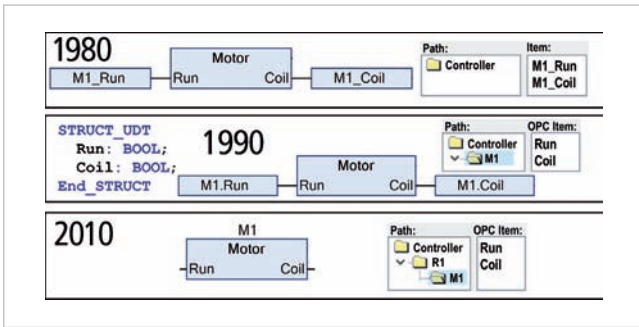 1980
Motor
M1_Run
Run
Coil
M1_Coil
Path:
Controller
Item:
M1_Run
M1_Coil
STRUCT_UDT
Run: BOOL;
Coil: BOOL;
End_STRUCT
1990
Motor
M1.Run
Run
Coil
M1.Coil
Path:
Controller
M1
OPC Item:
Run
Coil
2010
M1
Motor
Run
Coil
Path:
Controller
R1
M1
OPC Item:
Run
Coil